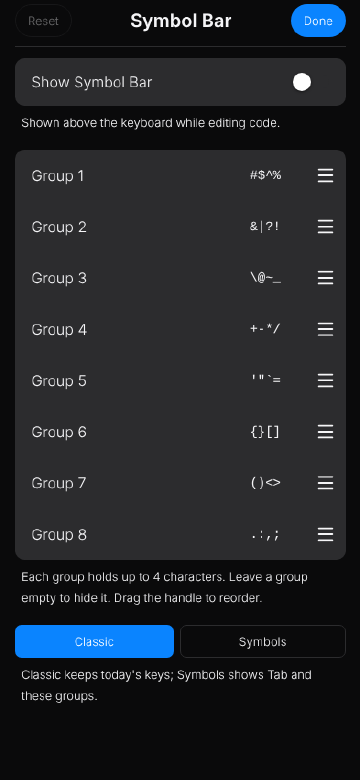 Reset
Symbol Bar
Done
Show Symbol Bar
Shown above the keyboard while editing code.
Group 1 #$^%
Group 2 &|?!
Group 3 \@~_
Group 4 +-*/
Group 5 '"`=
Group 6 {}[]
Group 7 ()<>
Group 8 .:,;
Each group holds up to 4 characters. Leave a group
empty to hide it. Drag the handle to reorder.
Classic
Symbols
Classic keeps today's keys; Symbols shows Tab and
these groups.